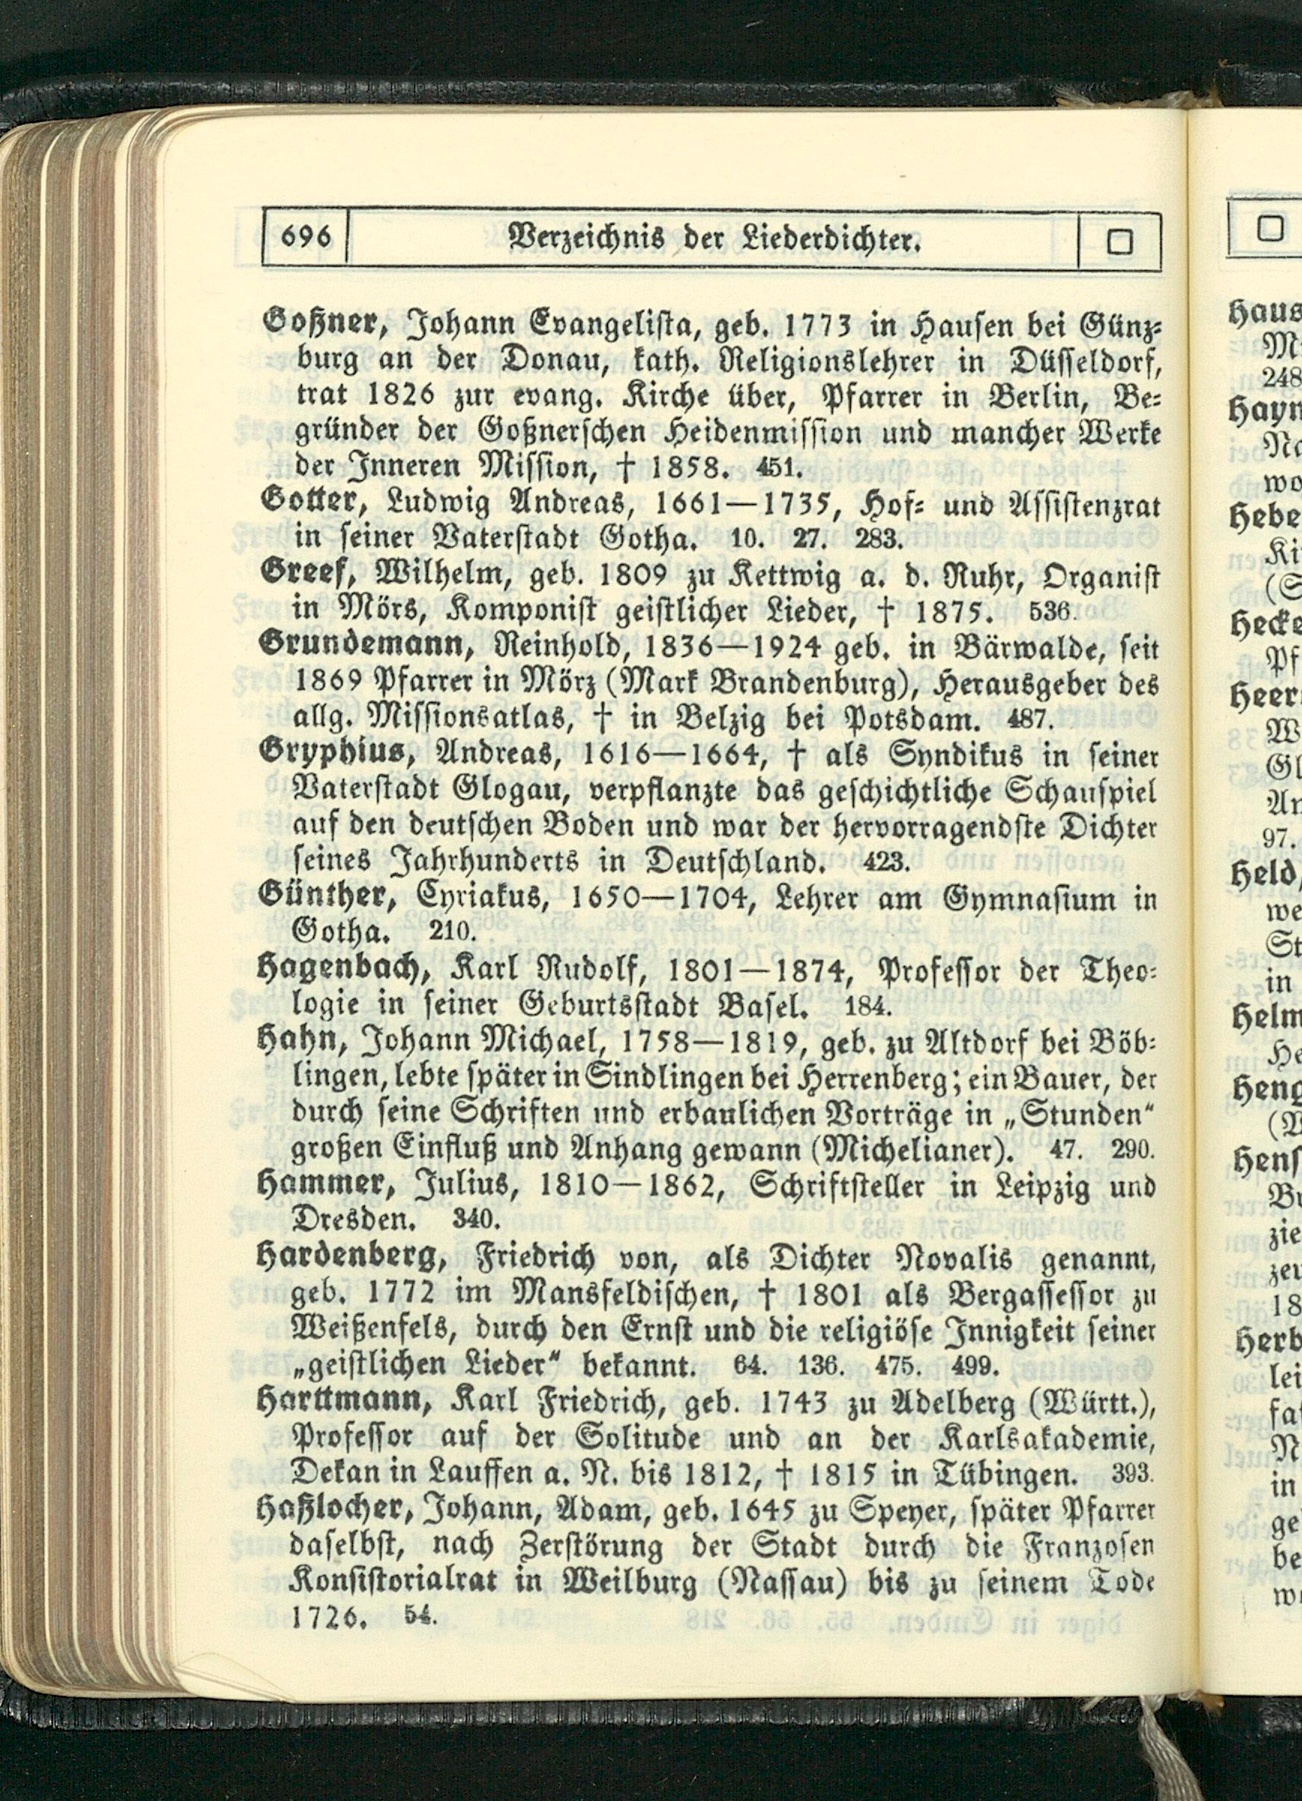 696 Verzeichnis der Liederdichter.
Goßner, Johann Evangelista, geb. 1773 in Hausen bei Günz-
burg an der Donau, kath. Religionslehrer in Düsseldorf,
trat 1826 zur evang. Kirche über, Pfarrer in Berlin, Be-
gründer der Goßnerschen Heidenmission und mancher Werke
der Inneren Mission, † 1858. 451.
Gotter, Ludwig Andreas, 1661—1735, Hof- und Assistenzrat
in seiner Vaterstadt Gotha. 10. 27. 283.
Greef, Wilhelm, geb. 1809 zu Kettwig a. d. Ruhr, Organist
in Mörs, Komponist geistlicher Lieder, † 1875. 536.
Grundemann, Reinhold, 1836—1924 geb. in Bärwalde, seit
1869 Pfarrer in Mörz (Mark Brandenburg), Herausgeber des
allg. Missionsatlas, † in Belzig bei Potsdam. 487.
Gryphius, Andreas, 1616—1664, † als Syndikus in seiner
Vaterstadt Glogau, verpflanzte das geschichtliche Schauspiel
auf den deutschen Boden und war der hervorragendste Dichter
seines Jahrhunderts in Deutschland. 423.
Günther, Cyriakus, 1650—1704, Lehrer am Gymnasium in
Gotha. 210.
Hagenbach, Karl Rudolf, 1801—1874, Professor der Theo-
logie in seiner Geburtsstadt Basel. 184.
Hahn, Johann Michael, 1758—1819, geb. zu Altdorf bei Böb-
lingen, lebte später in Sindlingen bei Herrenberg; ein Bauer, der
durch seine Schriften und erbaulichen Vorträge in „Stunden“
großen Einfluß und Anhang gewann (Michelianer). 47. 290.
Hammer, Julius, 1810—1862, Schriftsteller in Leipzig und
Dresden. 340.
Hardenberg, Friedrich von, als Dichter Novalis genannt,
geb. 1772 im Mansfeldischen, † 1801 als Bergassessor zu
Weißenfels, durch den Ernst und die religiöse Innigkeit seiner
„geistlichen Lieder“ bekannt. 64. 136. 475. 499.
Harttmann, Karl Friedrich, geb. 1743 zu Adelberg (Württ.),
Professor auf der Solitude und an der Karlsakademie,
Dekan in Lauffen a. N. bis 1812, † 1815 in Tübingen. 393.
Haßlocher, Johann, Adam, geb. 1645 zu Speyer, später Pfarrer
daselbst, nach Zerstörung der Stadt durch die Franzosen
Konsistorialrat in Weilburg (Nassau) bis zu seinem Tode
1726. 54.